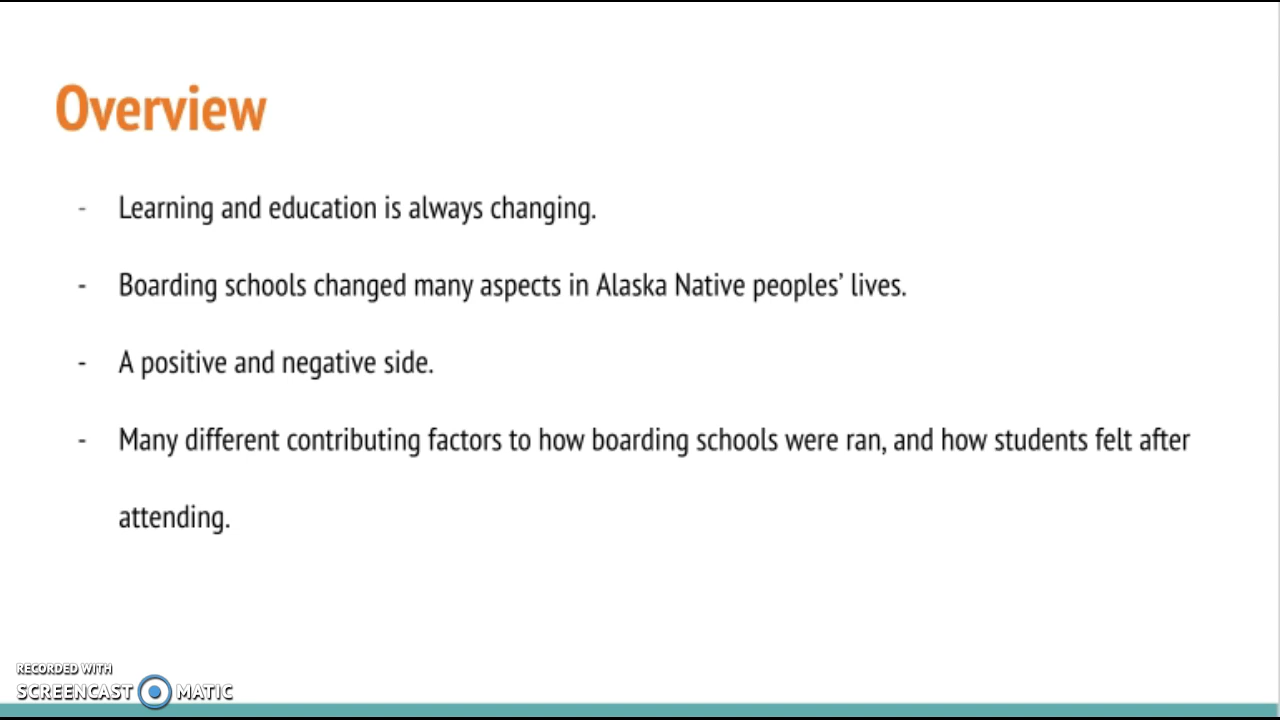 Overview
- Learning and education is always changing.
- Boarding schools changed many aspects in Alaska Native peoples’ lives.
- A positive and negative side.
- Many different contributing factors to how boarding schools were ran, and how students felt after
attending.
RECORDED WITH
SCREENCAST MATIC